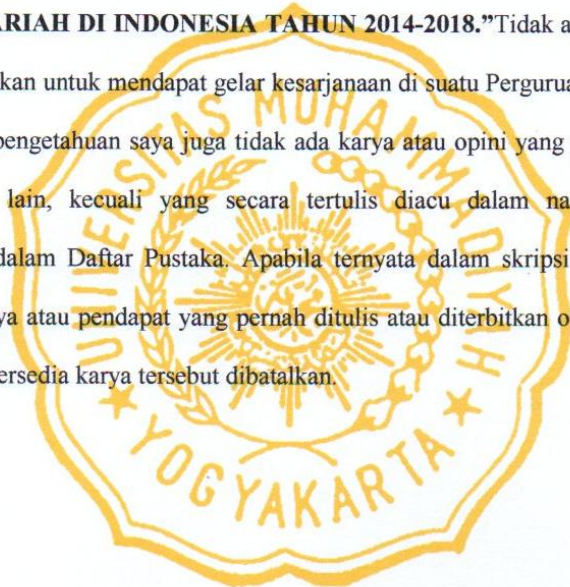 ARIAH DI INDONESIA TAHUN 2014-2018.”Tidak a
kan untuk mendapat gelar kesarjanaan di suatu Pergurua
pengetahuan saya juga tidak ada karya atau opini yang
lain, kecuali yang secara tertulis diacu dalam na
dalam Daftar Pustaka. Apabila ternyata dalam skripsi
ya atau pendapat yang pernah ditulis atau diterbitkan o
ersedia karya tersebut dibatalkan.
UNIVERSITAS MUHAMMADIYAH
★ YOGYAKARTA ★